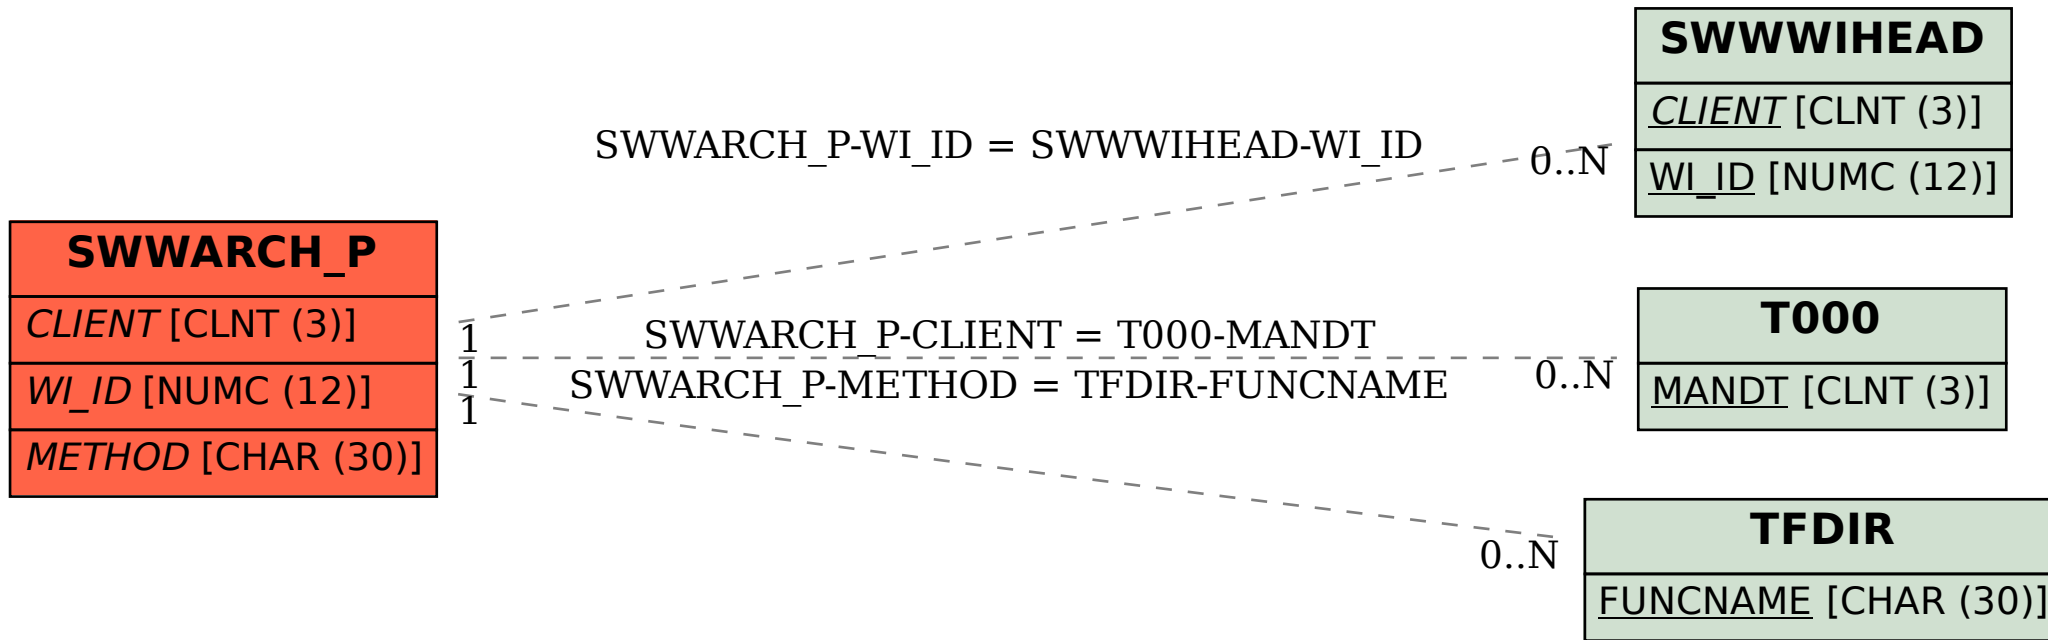 SWWARCH_P
CLIENT [CLNT (3)]
WI_ID [NUMC (12)]
METHOD [CHAR (30)]
SWWARCH_P-WI_ID = SWWWIHEAD-WI_ID
1
0..N
SWWARCH_P-CLIENT = T000-MANDT
1
0..N
SWWARCH_P-METHOD = TFDIR-FUNCNAME
1
0..N
SWWWIHEAD
CLIENT [CLNT (3)]
WI_ID [NUMC (12)]
T000
MANDT [CLNT (3)]
TFDIR
FUNCNAME [CHAR (30)]